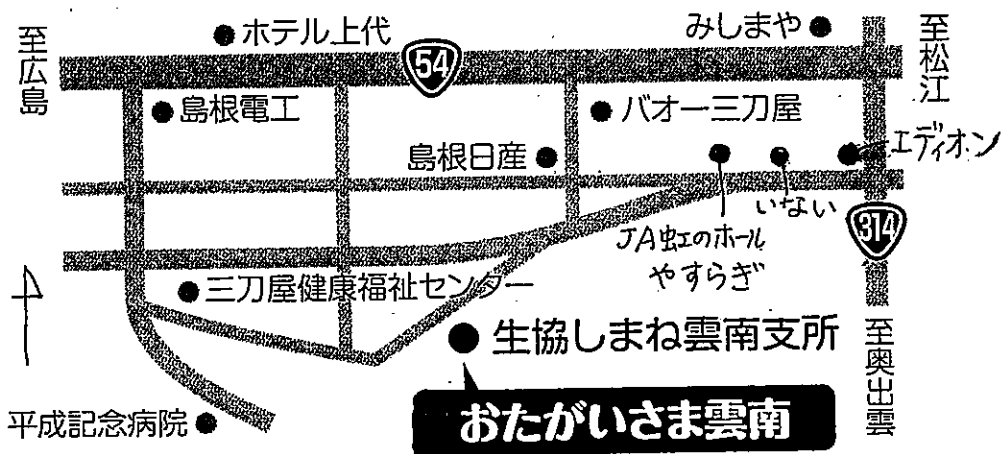 至広島
ホテル上代
54
みしまや
至松江
島根電工
バオー三刀屋
島根日産
エディオン
いない
JA虹のホール
やすらぎ
314
三刀屋健康福祉センター
生協しまね雲南支所
至奥出雲
平成記念病院
おたがいさま雲南